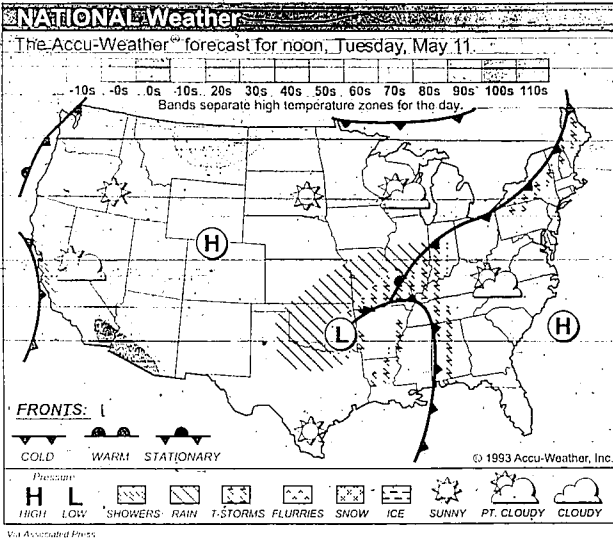 NATIONAL Weather
The Accu-Weather® forecast for noon, Tuesday, May 11.
-10s -0s 0s 10s 20s 30s 40s 50s 60s 70s 80s 90s 100s 110s
Bands separate high temperature zones for the day.
H
L
H
FRONTS:
COLD WARM STATIONARY
© 1993 Accu-Weather, Inc.
Pressure
H L
HIGH LOW SHOWERS RAIN T-STORMS FLURRIES SNOW ICE SUNNY PT. CLOUDY CLOUDY
Via Associated Press